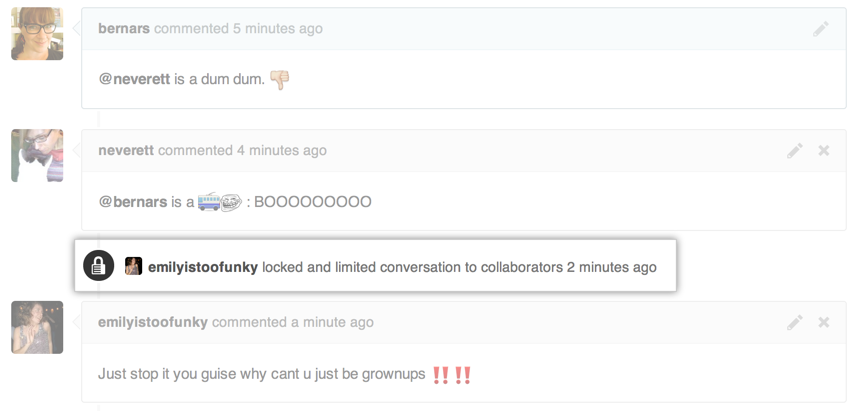 bernars commented 5 minutes ago
@neverett is a dum dum. 👎
neverett commented 4 minutes ago
@bernars is a 🚎 : BOOOOOOOOO
emilyistoofunky locked and limited conversation to collaborators 2 minutes ago
emilyistoofunky commented a minute ago
Just stop it you guise why cant u just be grownups ‼️‼️